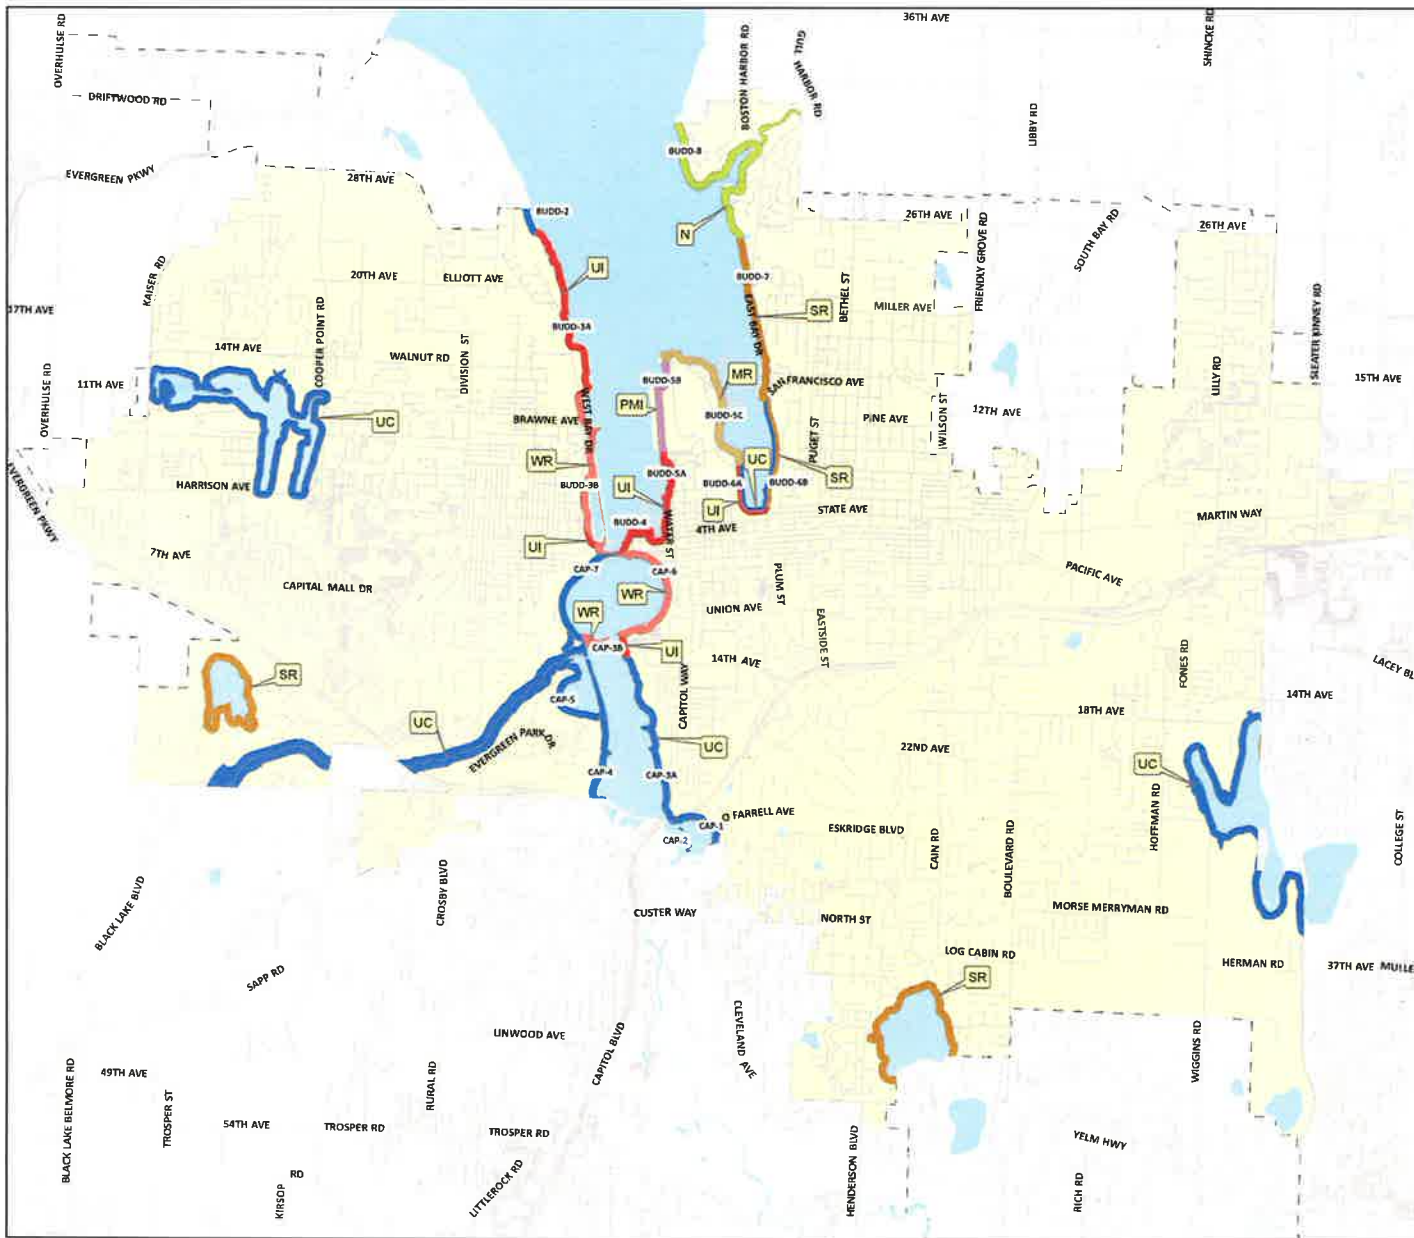 36TH AVE
OVERHULSE RD
BOSTON HARBOR RD
GULL HARBOR RD
SHINCKE RD
DRIFTWOOD RD
LIBBY RD
BUDD-8
EVERGREEN PKWY
28TH AVE
BUDD-2
26TH AVE
26TH AVE
N
FRIENDLY GROVE RD
SOUTH BAY RD
KAISER RD
20TH AVE
ELLIOTT AVE
UI
BUDD-7
BETHEL ST
MILLER AVE
SR
SLEATER KINNEY RD
17TH AVE
COOPER POINT RD
DIVISION ST
BUDD-3A
EAST BAY DR
14TH AVE
WALNUT RD
LILLY RD
11TH AVE
OVERHULSE RD
BUDD-5B
MR
SAN FRANCISCO AVE
15TH AVE
PMI
BUDD-5C
WEST BAY DR
UC
BRAWNE AVE
PUGET ST
PINE AVE
WILSON ST
12TH AVE
WR
UC
EVERGREEN PKWY
HARRISON AVE
BUDD-3B
UI
BUDD-5A
BUDD-6A
BUDD-6B
SR
UI
STATE AVE
MARTIN WAY
BUDD-4
WATER ST
4TH AVE
UI
7TH AVE
CAP-7
CAP-6
PACIFIC AVE
CAPITAL MALL DR
WR
WR
UNION AVE
PLUM ST
EASTSIDE ST
CAP-3B
UI
14TH AVE
FONES RD
LACEY BL
SR
CAP-5
CAPITOL WAY
14TH AVE
UC
18TH AVE
EVERGREEN PARK DR
UC
22ND AVE
UC
CAP-4
CAP-3A
O FARRELL AVE
CAP-1
CAP-2
ESKRIDGE BLVD
CAIN RD
BOULEVARD RD
HOFFMAN RD
COLLEGE ST
BLACK LAKE BLVD
CROSBY BLVD
CUSTER WAY
NORTH ST
MORSE MERRYMAN RD
LOG CABIN RD
HERMAN RD
37TH AVE MULLE
SAPP RD
SR
LINWOOD AVE
CAPITOL BLVD
CLEVELAND AVE
WIGGINS RD
BLACK LAKE BELMORE RD
49TH AVE
TROSPER ST
RURAL RD
54TH AVE
TROSPER RD
TROSPER RD
HENDERSON BLVD
YELM HWY
KIRSOP RD
LITTLEROCK RD
RICH RD